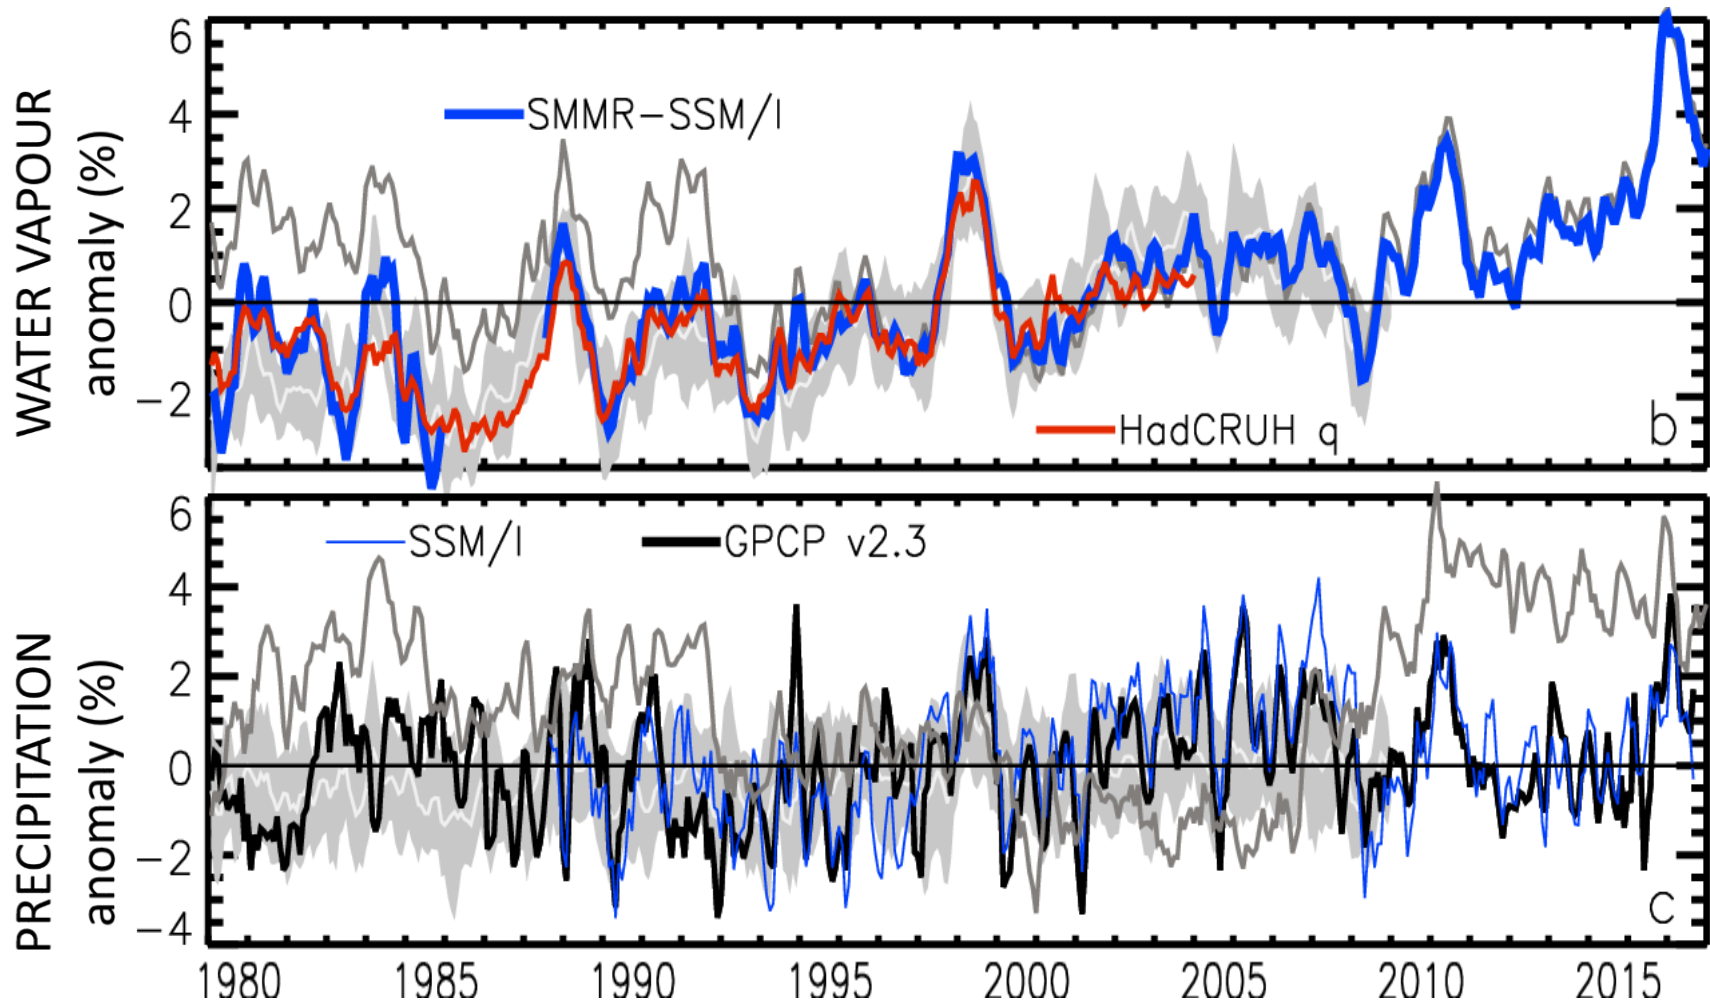 WATER VAPOUR
anomaly (%)
6
4
2
0
−2
SMMR−SSM/I
HadCRUH q
b
PRECIPITATION
anomaly (%)
6
4
2
0
−2
−4
SSM/I
GPCP v2.3
c
1980 1985 1990 1995 2000 2005 2010 2015